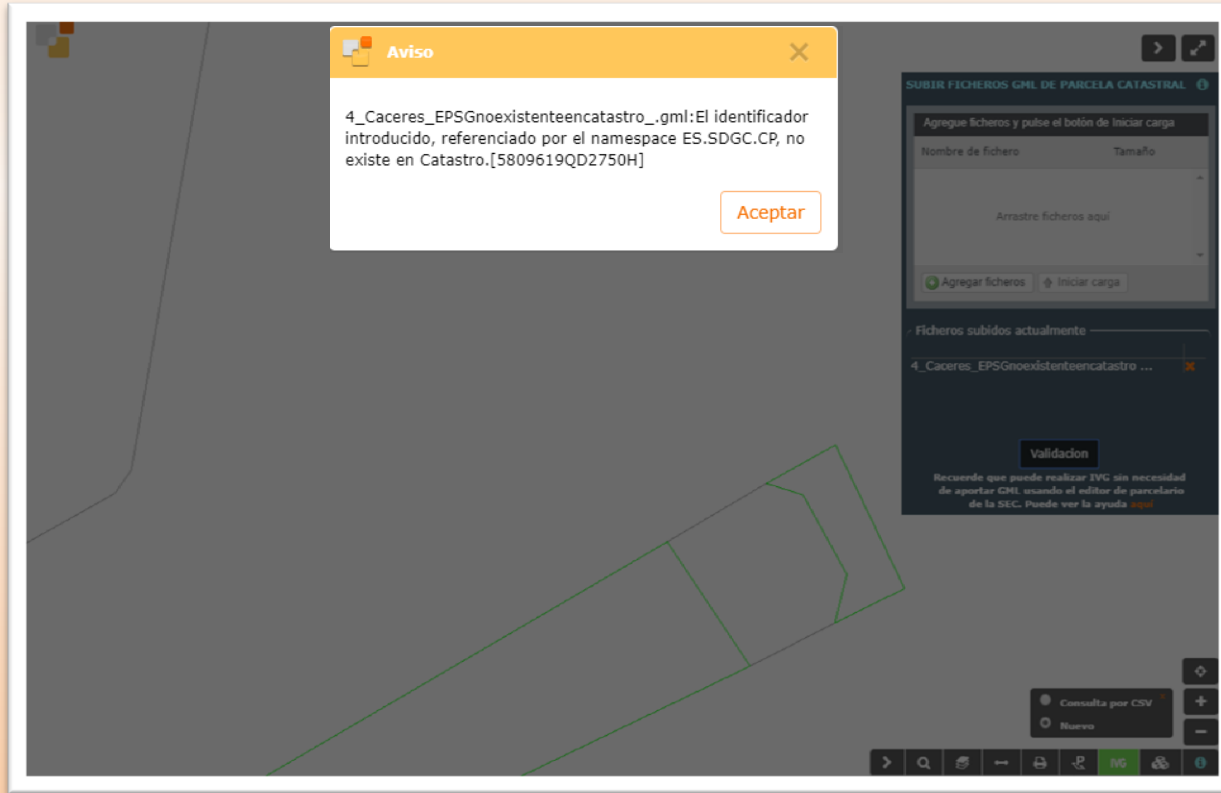 Aviso
4_Caceres_EPSGnoexistenteencatastro_.gml:El identificador
introducido, referenciado por el namespace ES.SDGC.CP, no
existe en Catastro.[5809619QD2750H]
Aceptar
SUBIR FICHEROS GML DE PARCELA CATASTRAL
Agregue ficheros y pulse el botón de Iniciar carga
Nombre de fichero Tamaño
Arrastre ficheros aquí
Agregar ficheros Iniciar carga
Ficheros subidos actualmente
4_Caceres_EPSGnoexistenteencatastro ...
Validacion
Recuerde que puede realizar IVG sin necesidad
de aportar GML usando el editor de parcelario
de la SEC. Puede ver la ayuda aquí
Consulta por CSV
Nuevo
IVG